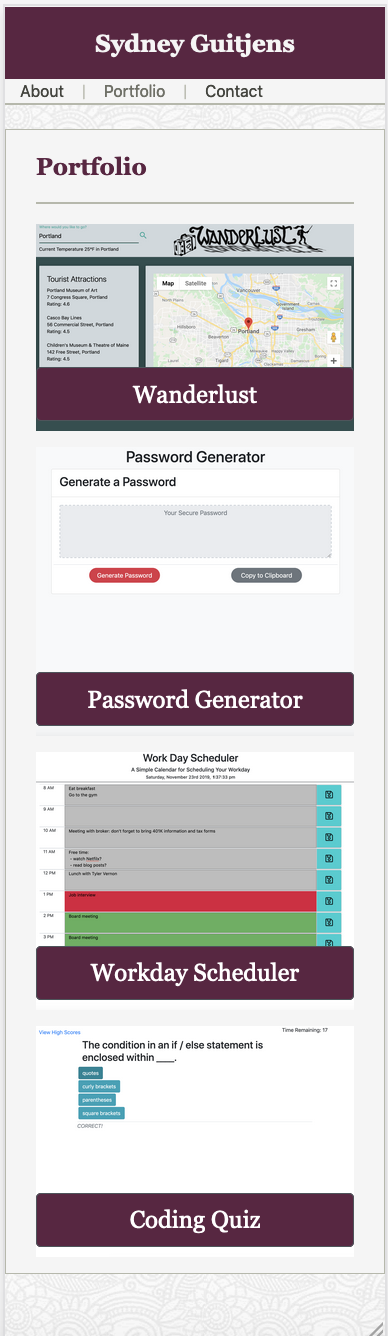 Sydney Guitjens
About | Portfolio | Contact
Portfolio
Where would you like to go?
Portland
Current Temperature 25°F in Portland
WANDERLUST
Tourist Attractions
Portland Museum of Art
7 Congress Square, Portland
Rating: 4.6
Casco Bay Lines
56 Commercial Street, Portland
Rating: 4.5
Children's Museum & Theatre of Maine
142 Free Street, Portland
Rating: 4.5
Map Satellite
Vancouver
North Plains
Government Island
Hillsboro
Portland
Gresham
Beaverton
Happy Valley
Tigard
Wanderlust
Password Generator
Generate a Password
Your Secure Password
Generate Password
Copy to Clipboard
Password Generator
Work Day Scheduler
A Simple Calendar for Scheduling Your Workday
Saturday, November 23rd 2019, 1:37:33 pm
8 AM
Eat breakfast
Go to the gym
9 AM
10 AM
Meeting with broker: don't forget to bring 401K information and tax forms
11 AM
Free time:
- watch Netflix?
- read blog posts?
12 PM
Lunch with Tyler Vernon
1 PM
Job interview
2 PM
Board meeting
3 PM
Board meeting
Workday Scheduler
View High Scores
Time Remaining: 17
The condition in an if / else statement is
enclosed within ____.
quotes
curly brackets
parentheses
square brackets
CORRECT!
Coding Quiz